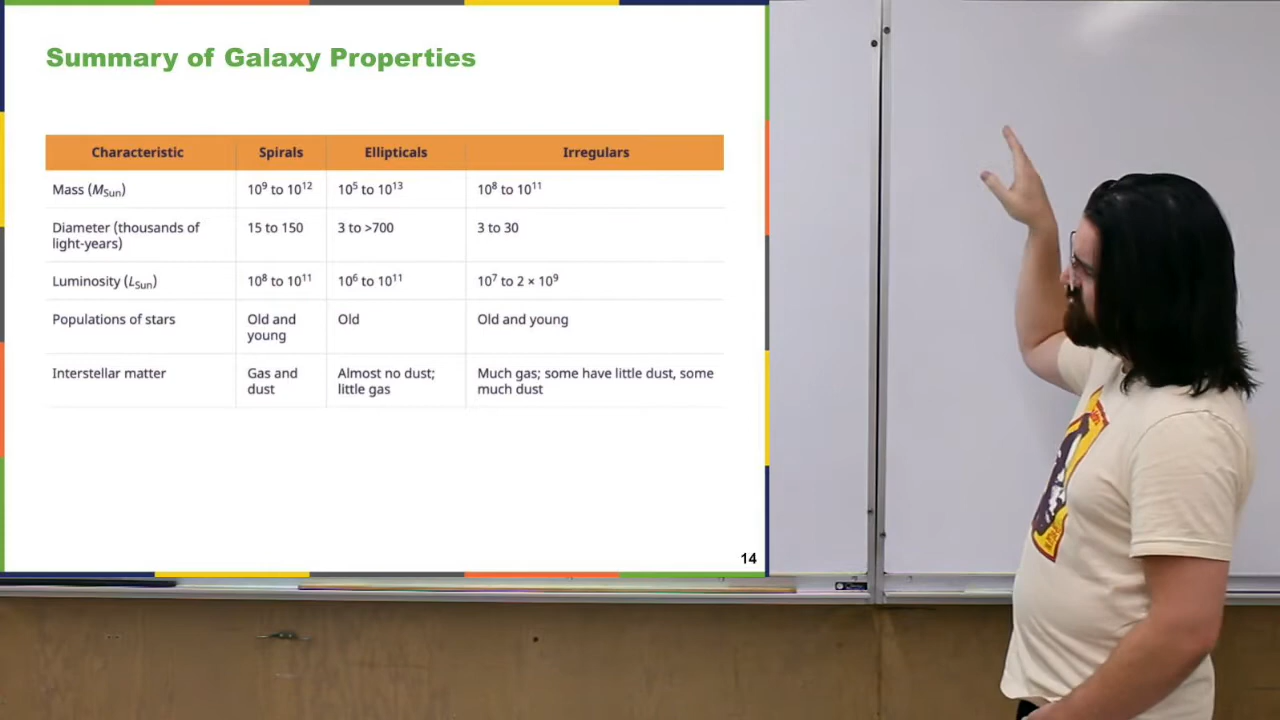 Summary of Galaxy Properties
Characteristic Spirals Ellipticals Irregulars
Mass (M_Sun) 10⁹ to 10¹² 10⁵ to 10¹³ 10⁸ to 10¹¹
Diameter (thousands of light-years) 15 to 150 3 to >700 3 to 30
Luminosity (L_Sun) 10⁸ to 10¹¹ 10⁶ to 10¹¹ 10⁷ to 2 × 10⁹
Populations of stars Old and young Old Old and young
Interstellar matter Gas and dust Almost no dust; little gas Much gas; some have little dust, some much dust
14